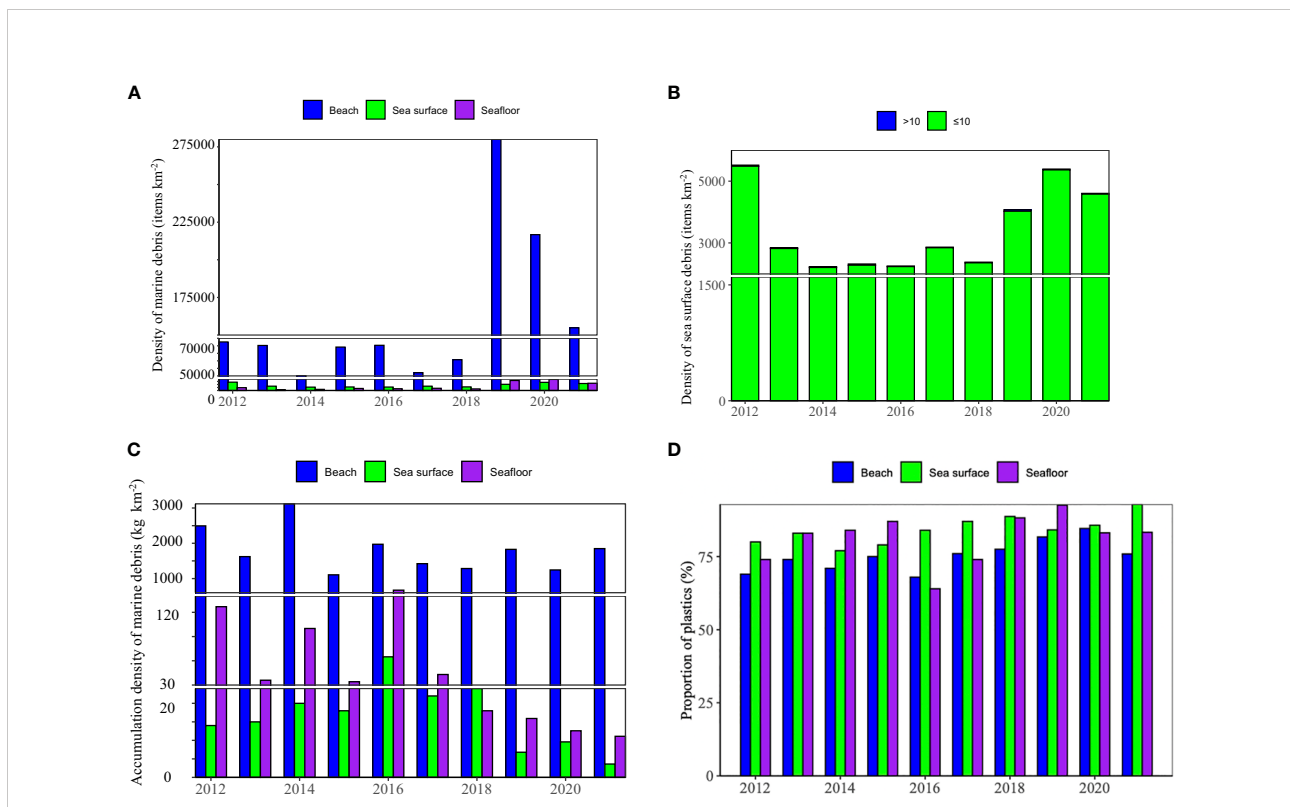 A
Beach Sea surface Seafloor
Density of marine debris (items km-2)
275000
225000
175000
70000
50000
0
2012 2014 2016 2018 2020
B
>10 ≤10
Density of sea surface debris (items km-2)
5000
3000
1500
0
2012 2014 2016 2018 2020
C
Beach Sea surface Seafloor
Accumulation density of marine debris (kg km-2)
3000
2000
1000
120
30
20
0
2012 2014 2016 2018 2020
D
Beach Sea surface Seafloor
Proportion of plastics (%)
75
50
25
0
2012 2014 2016 2018 2020